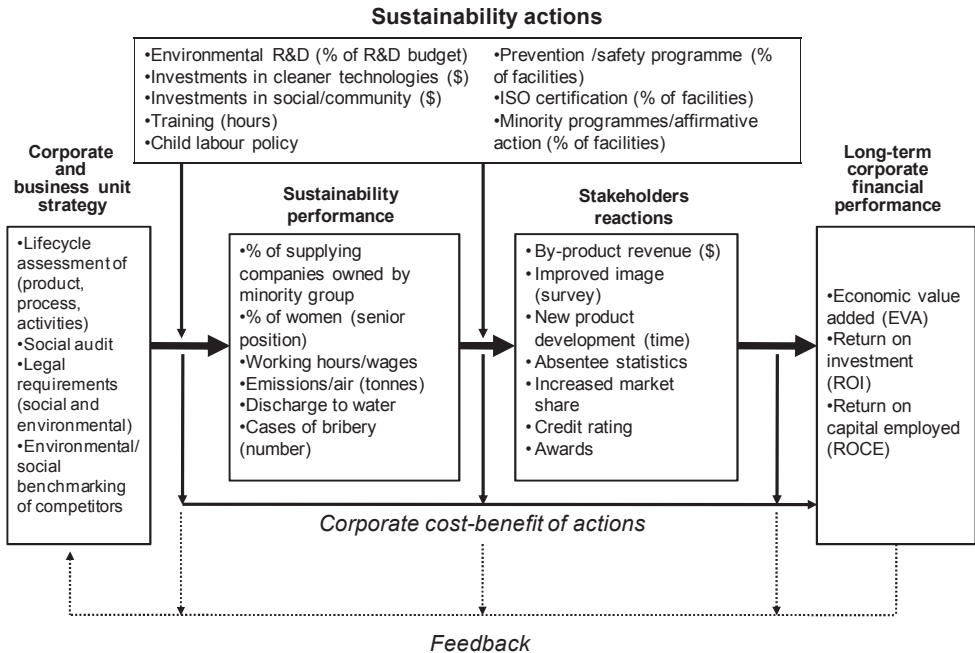 Sustainability actions
•Environmental R&D (% of R&D budget)
•Investments in cleaner technologies ($)
•Investments in social/community ($)
•Training (hours)
•Child labour policy
•Prevention /safety programme (%
of facilities)
•ISO certification (% of facilities)
•Minority programmes/affirmative
action (% of facilities)
Corporate
and
business unit
strategy
•Lifecycle
assessment of
(product,
process,
activities)
•Social audit
•Legal
requirements
(social and
environmental)
•Environmental/
social
benchmarking
of competitors
Sustainability
performance
•% of supplying
companies owned by
minority group
•% of women (senior
position)
•Working hours/wages
•Emissions/air (tonnes)
•Discharge to water
•Cases of bribery
(number)
Stakeholders
reactions
•By-product revenue ($)
•Improved image
(survey)
•New product
development (time)
•Absentee statistics
•Increased market
share
•Credit rating
•Awards
Long-term
corporate
financial
performance
•Economic value
added (EVA)
•Return on
investment
(ROI)
•Return on
capital employed
(ROCE)
Corporate cost-benefit of actions
Feedback